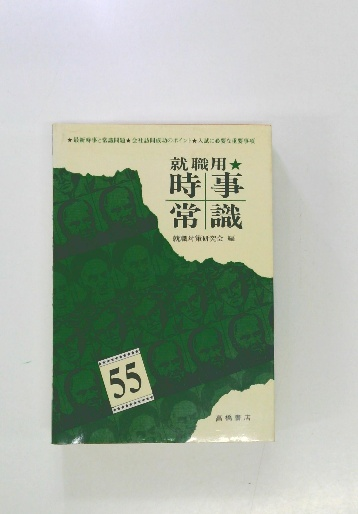 ★最新時事と常識問題★会社訪問成功のポイント★入試に必要な重要事項
就職用★
時事
常識
就職対策研究会 編
55
高橋書店